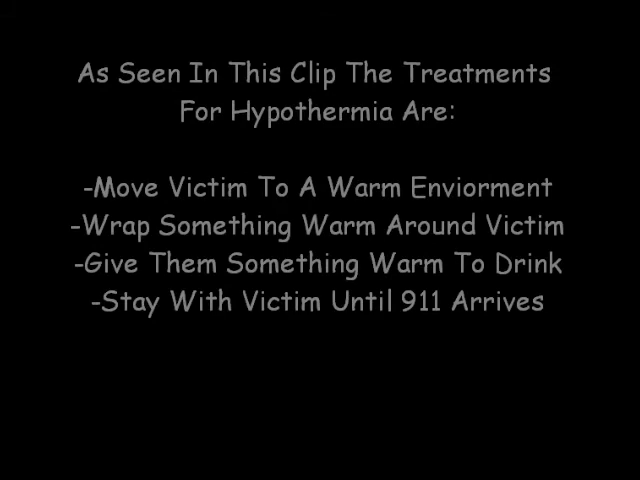 As Seen In This Clip The Treatments
For Hypothermia Are:
-Move Victim To A Warm Enviorment
-Wrap Something Warm Around Victim
-Give Them Something Warm To Drink
-Stay With Victim Until 911 Arrives